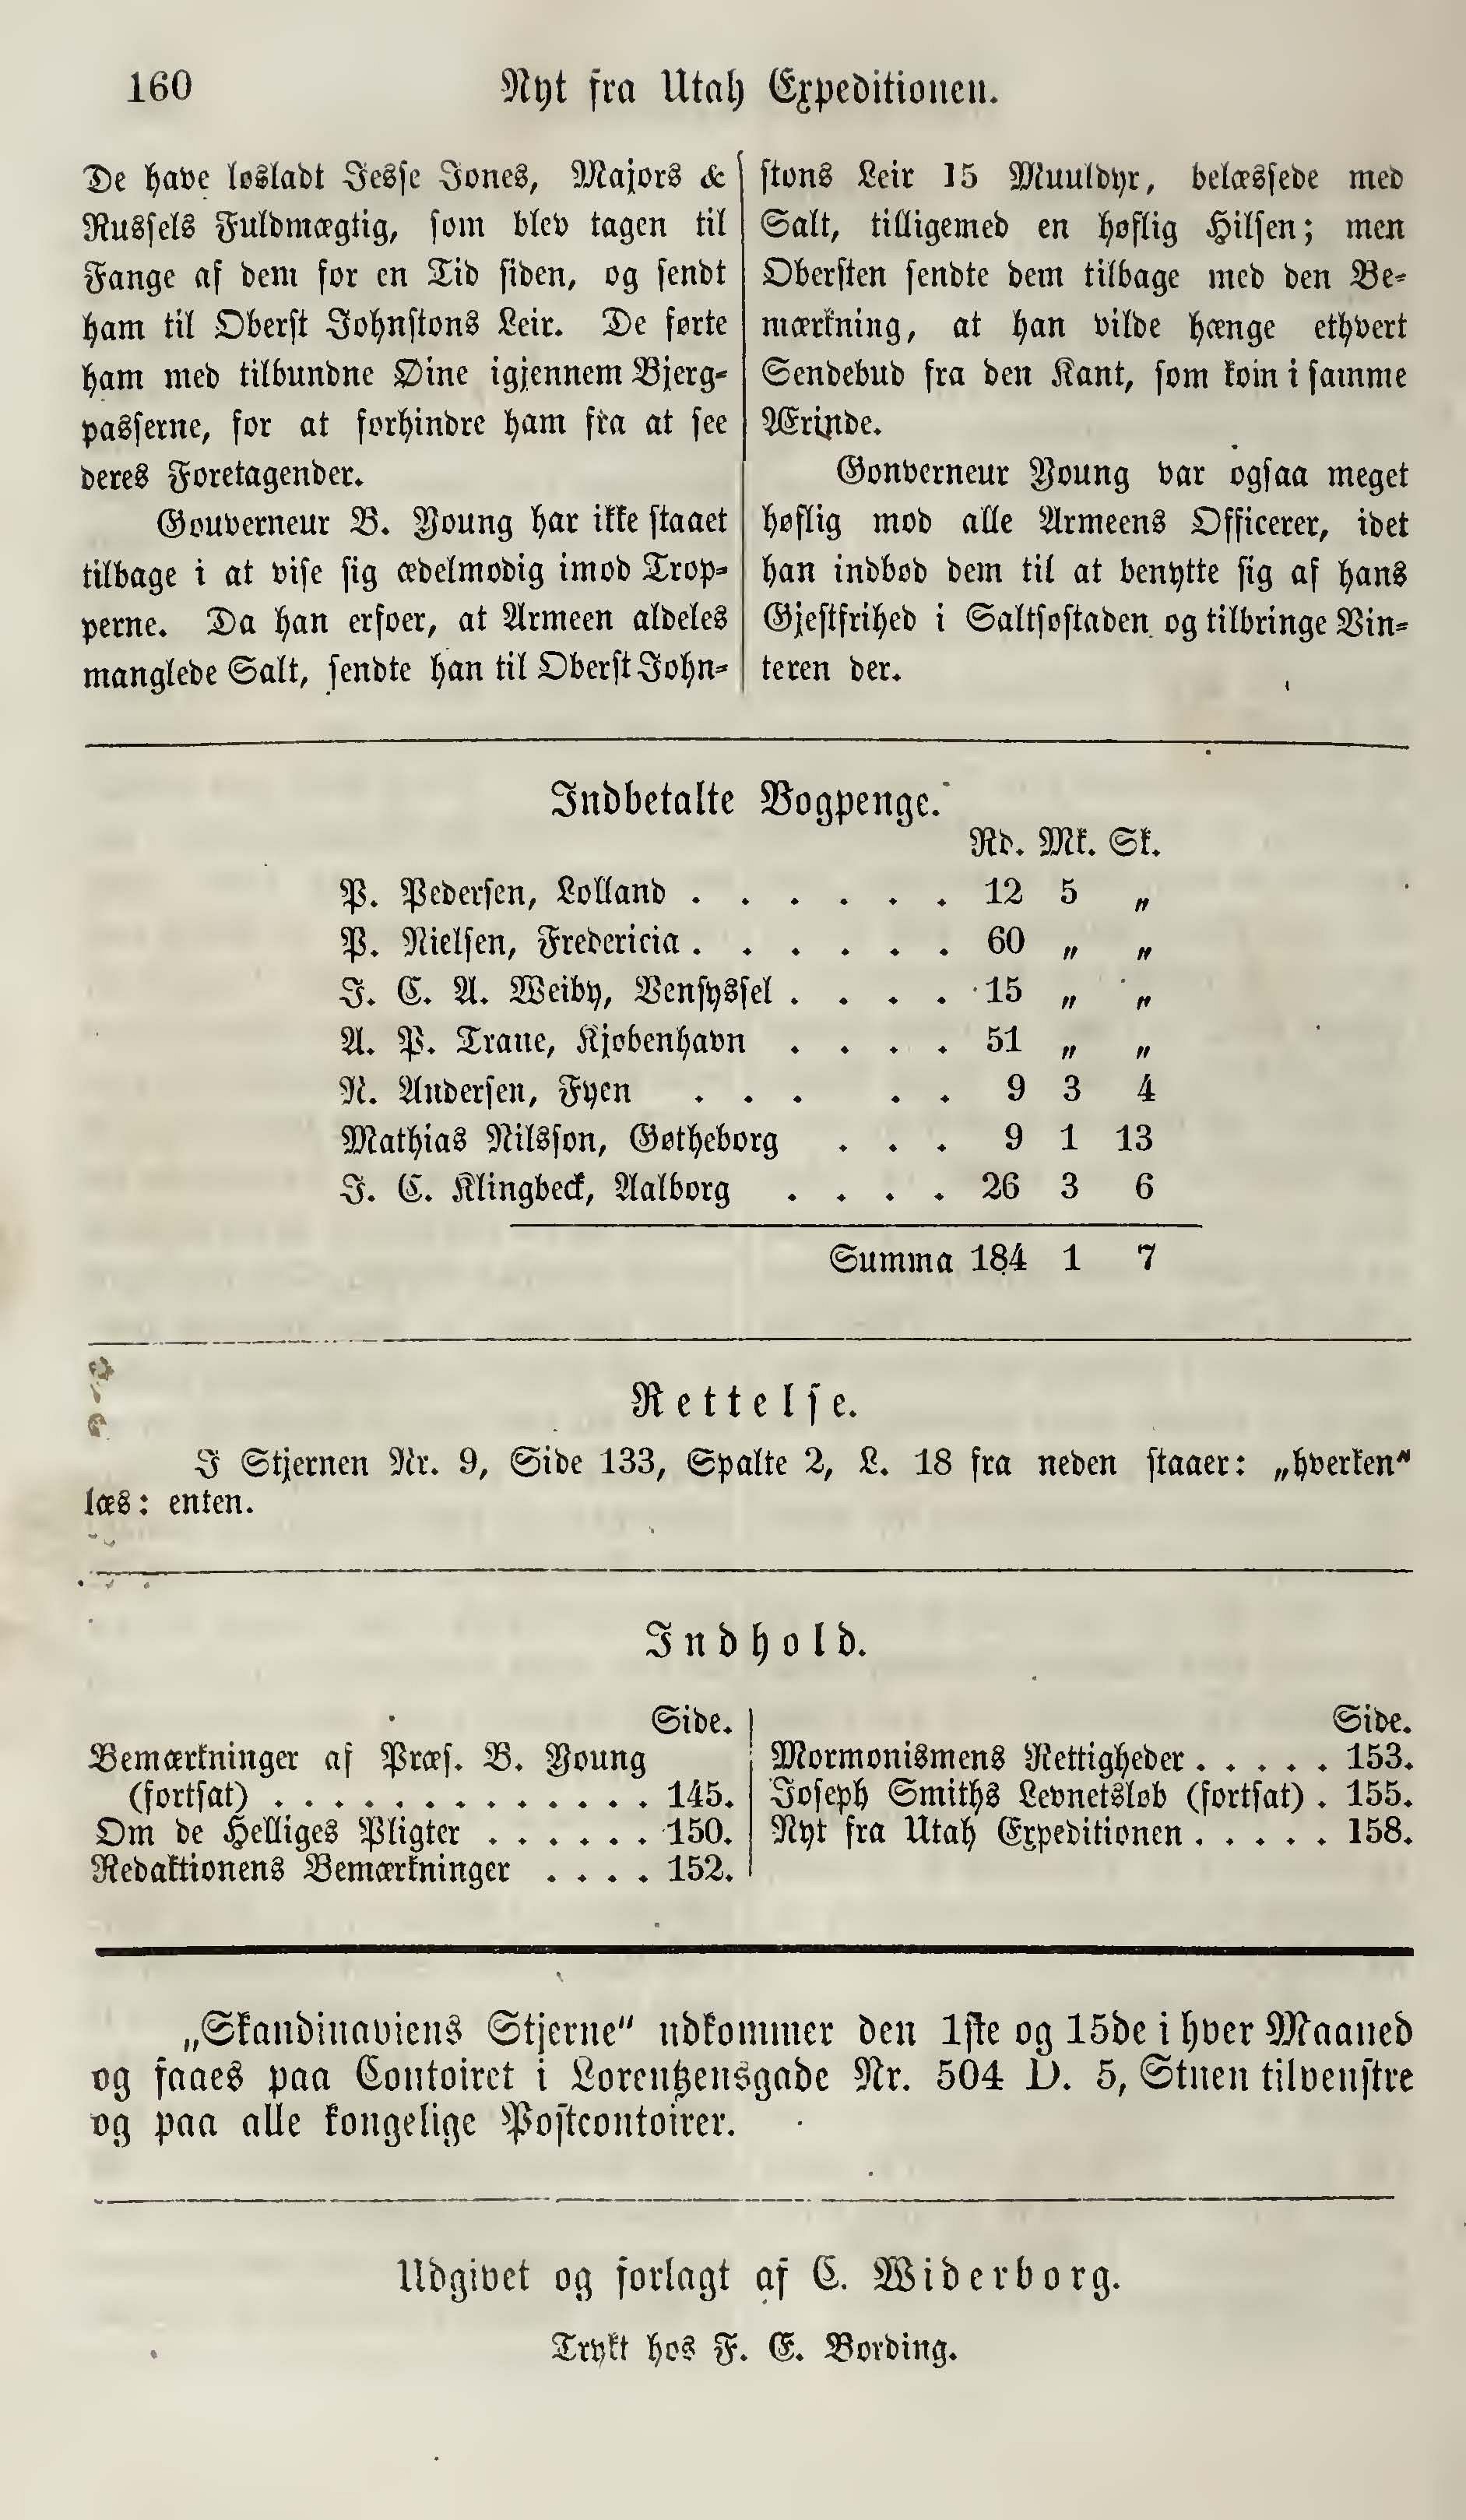 160
Nyt fra Utah Expeditionen.
De have løsladt Jesse Jones, Majors &
Russels Fuldmægtig, som blev tagen til
Fange af dem for en Tid siden, og sendt
ham til Oberst Johnstons Leir. De førte
ham med tilbundne Øine igjennem Bjerg-
passerne, for at forhindre ham fra at see
deres Foretagender.
Gouverneur B. Young har ikke staaet
tilbage i at vise sig ædelmodig imod Trop-
perne. Da han erfoer, at Armeen aldeles
manglede Salt, sendte han til Oberst John-
stons Leir 15 Muuldyr, belæssede med
Salt, tilligemed en høflig Hilsen; men
Obersten sendte dem tilbage med den Be-
mærkning, at han vilde hænge ethvert
Sendebud fra den Kant, som kom i samme
Ærinde.
Gonverneur Young var ogsaa meget
høflig mod alle Armeens Officerer, idet
han indbød dem til at benytte sig af hans
Gjestfrihed i Saltsøstaden og tilbringe Vin-
teren der.
Indbetalte Bogpenge.
Rd. Mk. Sk.
P. Pedersen, Lolland . . . . . . 12 5 „
P. Nielsen, Fredericia . . . . . . 60 „ „
J. C. A. Weiby, Vensyssel . . . . 15 „ „
A. P. Trane, Kjøbenhavn . . . . 51 „ „
N. Andersen, Fyen . . . . . 9 3 4
Mathias Nilsson, Gøtheborg . . . 9 1 13
J. C. Klingbeck, Aalborg . . . . 26 3 6
Summa 184 1 7
Rettelse.
I Stjernen Nr. 9, Side 133, Spalte 2, L. 18 fra neden staaer: „hverken"
læs: enten.
Indhold.
Side.
Bemærkninger af Præs. B. Young
(fortsat) . . . . . . . . . . . . . 145.
Om de Helliges Pligter . . . . . . 150.
Redaktionens Bemærkninger . . . . 152.
Side.
Mormonismens Rettigheder . . . . . 153.
Joseph Smiths Levnetsløb (fortsat) . 155.
Nyt fra Utah Expeditionen . . . . . 158.
„Skandinaviens Stjerne" udkommer den 1ste og 15de i hver Maaned
og faaes paa Contoiret i Lorentzensgade Nr. 504 D. 5, Stuen tilvenstre
og paa alle kongelige Postcontoirer.
Udgivet og forlagt af C. Widerborg.
Trykt hos F. E. Bording.